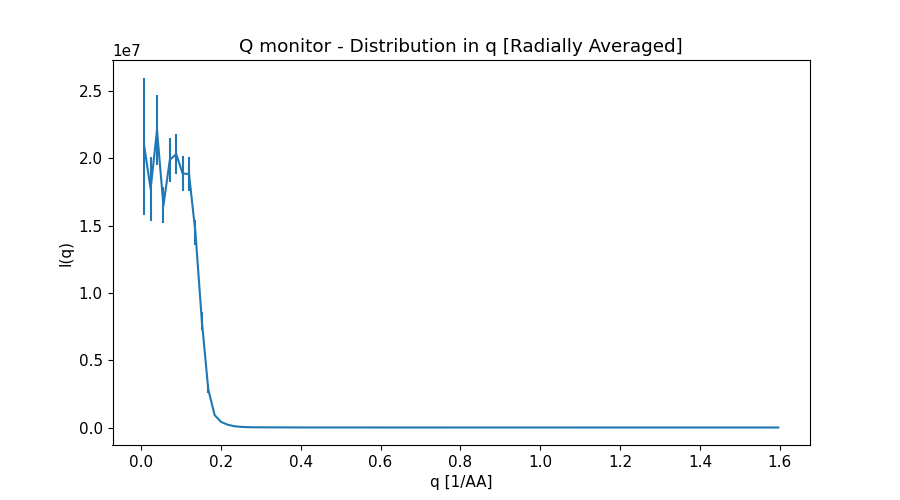 Q monitor - Distribution in q [Radially Averaged]
1e7
2.5
2.0
1.5
1.0
0.5
0.0
I(q)
0.0 0.2 0.4 0.6 0.8 1.0 1.2 1.4 1.6
q [1/AA]